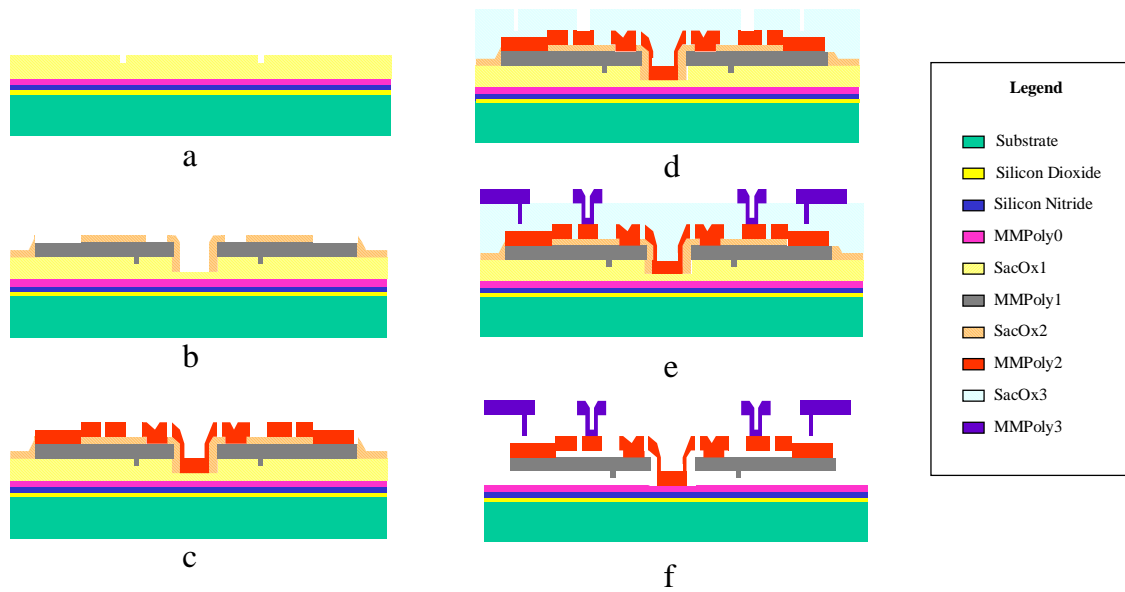 a
b
c
d
e
f
Legend
Substrate
Silicon Dioxide
Silicon Nitride
MMPoly0
SacOx1
MMPoly1
SacOx2
MMPoly2
SacOx3
MMPoly3